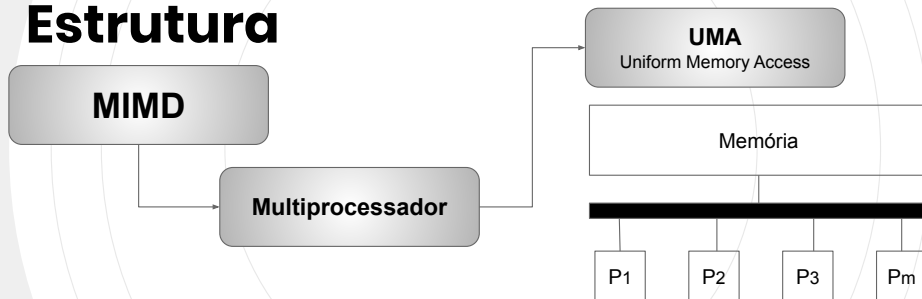 Estrutura
MIMD
Multiprocessador
UMA
Uniform Memory Access
Memória
P1
P2
P3
Pm